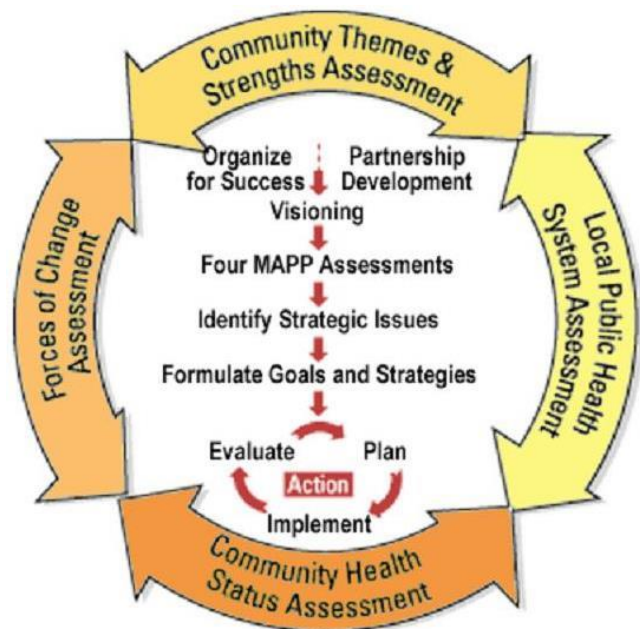 Community Themes &
Strengths Assessment
Organize
for Success
Partnership
Development
Visioning
Four MAPP Assessments
Identify Strategic Issues
Formulate Goals and Strategies
Evaluate
Plan
Action
Implement
Forces of Change
Assessment
Local Public Health
System Assessment
Community Health
Status Assessment